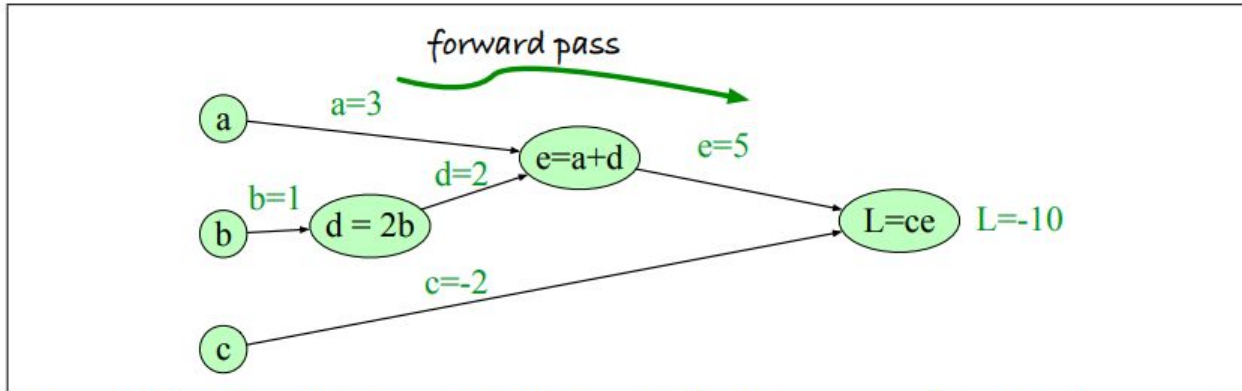 forward pass
a=3
a
e=a+d
e=5
d=2
b=1
b
d = 2b
L=ce
L=-10
c=-2
c